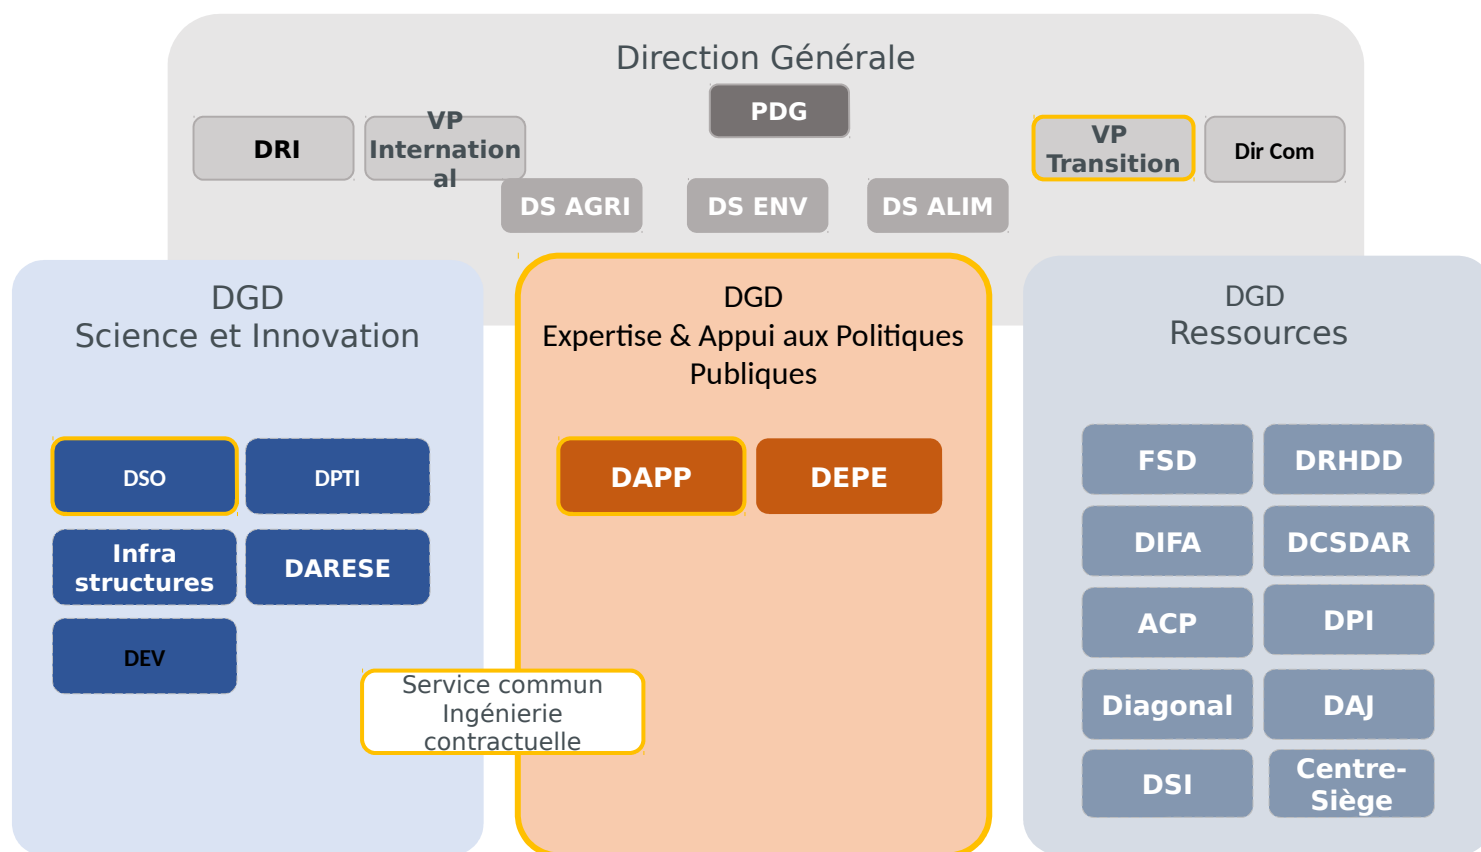 Direction Générale
PDG
DRI
VP
Internation
al
VP
Transition
Dir Com
DS AGRI
DS ENV
DS ALIM
DGD
Science et Innovation
DSO
DPTI
Infra
structures
DARESE
DEV
DGD
Expertise & Appui aux Politiques
Publiques
DAPP
DEPE
Service commun
Ingénierie
contractuelle
DGD
Ressources
FSD
DRHDD
DIFA
DCSDAR
ACP
DPI
Diagonal
DAJ
DSI
Centre-
Siège